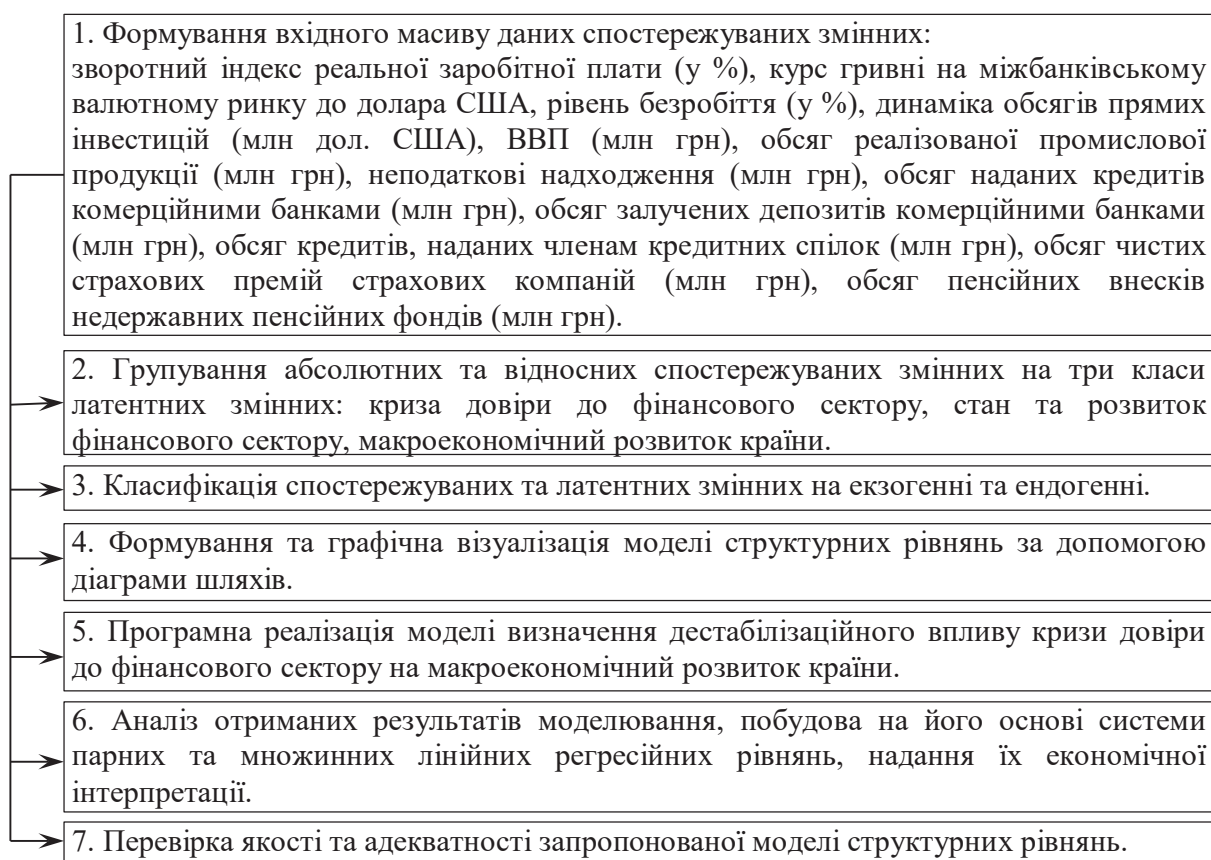 1. Формування вхідного масиву даних спостережуваних змінних:
зворотний індекс реальної заробітної плати (у %), курс гривні на міжбанківському
валютному ринку до долара США, рівень безробіття (у %), динаміка обсягів прямих
інвестицій (млн дол. США), ВВП (млн грн), обсяг реалізованої промислової
продукції (млн грн), неподаткові надходження (млн грн), обсяг наданих кредитів
комерційними банками (млн грн), обсяг залучених депозитів комерційними банками
(млн грн), обсяг кредитів, наданих членам кредитних спілок (млн грн), обсяг чистих
страхових премій страхових компаній (млн грн), обсяг пенсійних внесків
недержавних пенсійних фондів (млн грн).
2. Групування абсолютних та відносних спостережуваних змінних на три класи
латентних змінних: криза довіри до фінансового сектору, стан та розвиток
фінансового сектору, макроекономічний розвиток країни.
3. Класифікація спостережуваних та латентних змінних на екзогенні та ендогенні.
4. Формування та графічна візуалізація моделі структурних рівнянь за допомогою
діаграми шляхів.
5. Програмна реалізація моделі визначення дестабілізаційного впливу кризи довіри
до фінансового сектору на макроекономічний розвиток країни.
6. Аналіз отриманих результатів моделювання, побудова на його основі системи
парних та множинних лінійних регресійних рівнянь, надання їх економічної
інтерпретації.
7. Перевірка якості та адекватності запропонованої моделі структурних рівнянь.